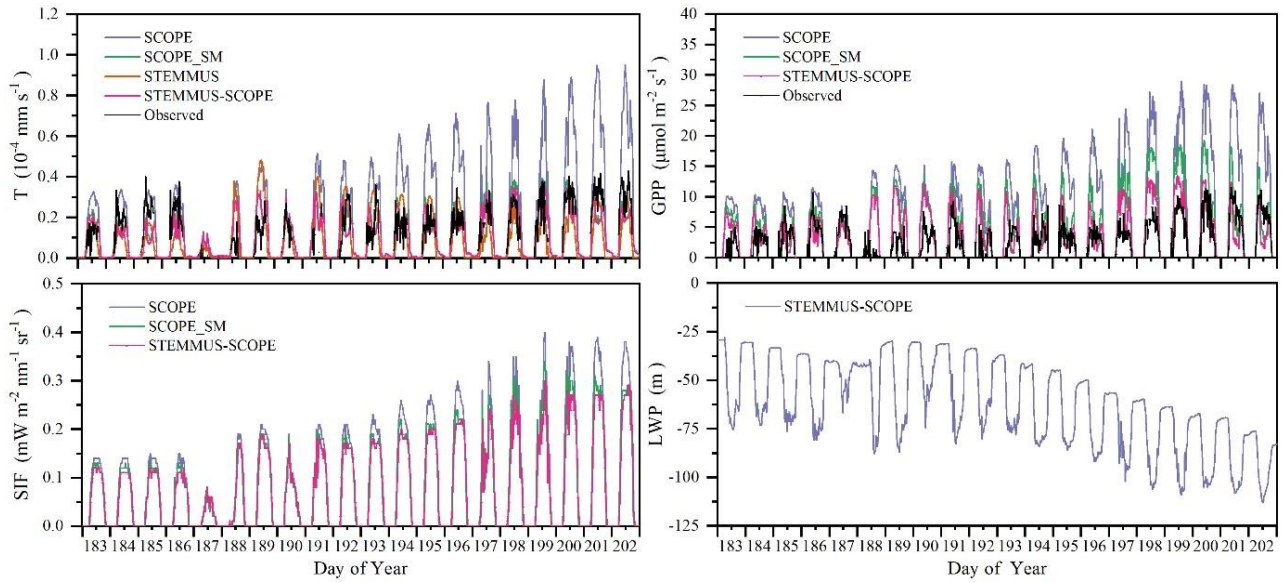 1.2
1.0
0.8
0.6
0.4
0.2
0.0
T (10⁻⁴ mm s⁻¹)
SCOPE
SCOPE_SM
STEMMUS
STEMMUS-SCOPE
Observed
40
35
30
25
20
15
10
5
0
GPP (μmol m⁻² s⁻¹)
SCOPE
SCOPE_SM
STEMMUS-SCOPE
Observed
0.5
0.4
0.3
0.2
0.1
0.0
SIF (mW m⁻² nm⁻¹ sr⁻¹)
SCOPE
SCOPE_SM
STEMMUS-SCOPE
183 184 185 186 187 188 189 190 191 192 193 194 195 196 197 198 199 200 201 202
Day of Year
0
-25
-50
-75
-100
-125
LWP (m)
STEMMUS-SCOPE
183 184 185 186 187 188 189 190 191 192 193 194 195 196 197 198 199 200 201 202
Day of Year